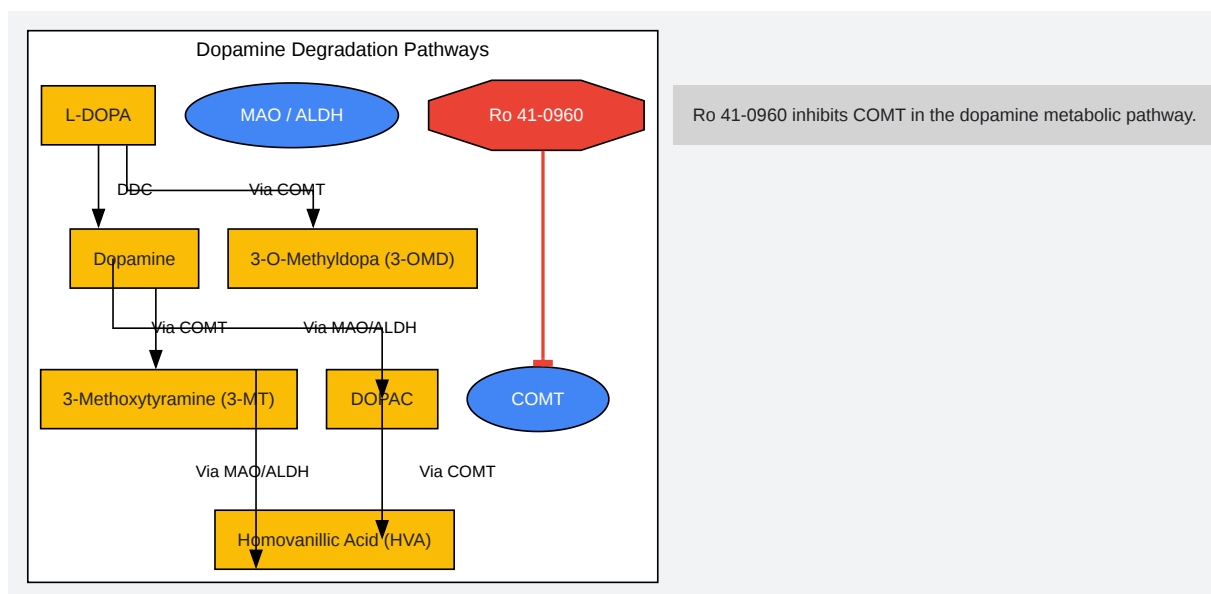 Dopamine Degradation Pathways
L-DOPA
MAO / ALDH
Ro 41-0960
Ro 41-0960 inhibits COMT in the dopamine metabolic pathway.
DDC
Via COMT
Dopamine
3-O-Methyldopa (3-OMD)
Via COMT
Via MAO/ALDH
3-Methoxytyramine (3-MT)
DOPAC
COMT
Via MAO/ALDH
Via COMT
Homovanillic Acid (HVA)